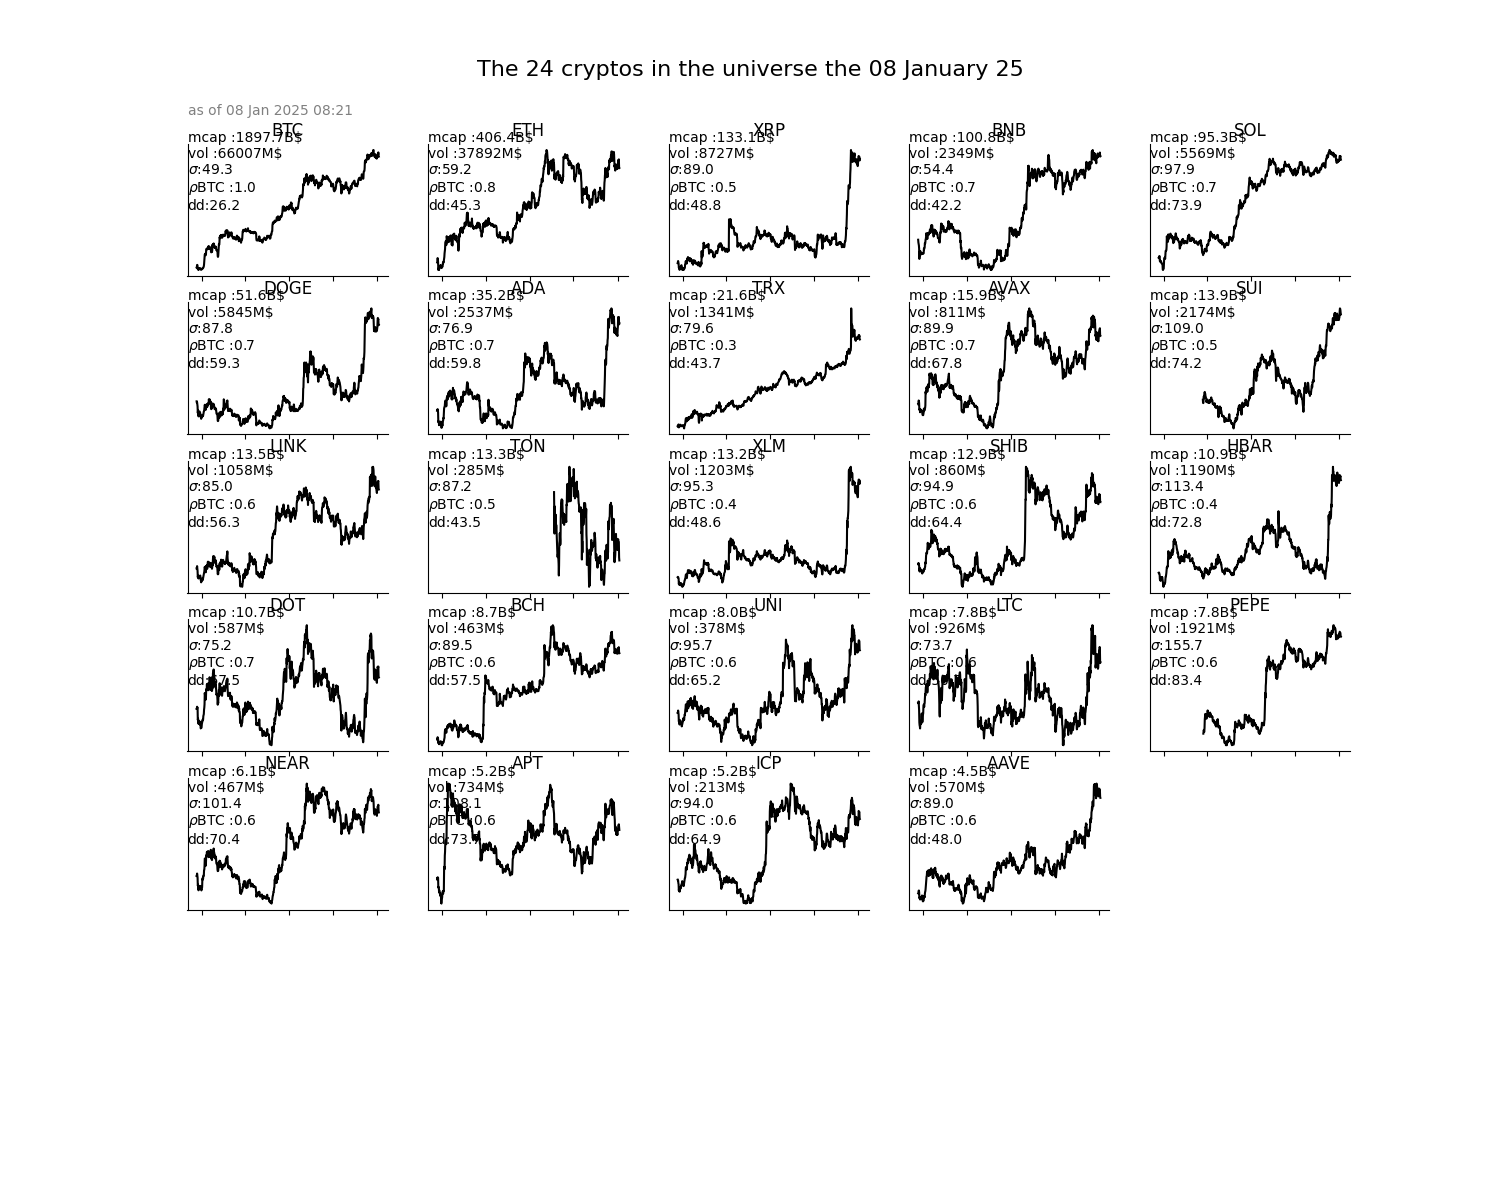 The 24 cryptos in the universe the 08 January 25
as of 08 Jan 2025 08:21
BTC
mcap :1897.7B$
vol :66007M$
σ:49.3
ρBTC :1.0
dd:26.2
ETH
mcap :406.4B$
vol :37892M$
σ:59.2
ρBTC :0.8
dd:45.3
XRP
mcap :133.1B$
vol :8727M$
σ:89.0
ρBTC :0.5
dd:48.8
BNB
mcap :100.8B$
vol :2349M$
σ:54.4
ρBTC :0.7
dd:42.2
SOL
mcap :95.3B$
vol :5569M$
σ:97.9
ρBTC :0.7
dd:73.9
DOGE
mcap :51.6B$
vol :5845M$
σ:87.8
ρBTC :0.7
dd:59.3
ADA
mcap :35.2B$
vol :2537M$
σ:76.9
ρBTC :0.7
dd:59.8
TRX
mcap :21.6B$
vol :1341M$
σ:79.6
ρBTC :0.3
dd:43.7
AVAX
mcap :15.9B$
vol :811M$
σ:89.9
ρBTC :0.7
dd:67.8
SUI
mcap :13.9B$
vol :2174M$
σ:109.0
ρBTC :0.5
dd:74.2
LINK
mcap :13.5B$
vol :1058M$
σ:85.0
ρBTC :0.6
dd:56.3
TON
mcap :13.3B$
vol :285M$
σ:87.2
ρBTC :0.5
dd:43.5
XLM
mcap :13.2B$
vol :1203M$
σ:95.3
ρBTC :0.4
dd:48.6
SHIB
mcap :12.9B$
vol :860M$
σ:94.9
ρBTC :0.6
dd:64.4
HBAR
mcap :10.9B$
vol :1190M$
σ:113.4
ρBTC :0.4
dd:72.8
DOT
mcap :10.7B$
vol :587M$
σ:75.2
ρBTC :0.7
BCH
mcap :8.7B$
vol :463M$
σ:89.5
ρBTC :0.6
dd:57.5
UNI
mcap :8.0B$
vol :378M$
σ:95.7
ρBTC :0.6
dd:65.2
LTC
mcap :7.8B$
vol :926M$
σ:73.7
ρBTC :0.6
PEPE
mcap :7.8B$
vol :1921M$
σ:155.7
ρBTC :0.6
dd:83.4
NEAR
mcap :6.1B$
vol :467M$
σ:101.4
ρBTC :0.6
dd:70.4
APT
mcap :5.2B$
vol :734M$
σ:108.1
ρBTC :0.6
ICP
mcap :5.2B$
vol :213M$
σ:94.0
ρBTC :0.6
dd:64.9
AAVE
mcap :4.5B$
vol :570M$
σ:89.0
ρBTC :0.6
dd:48.0